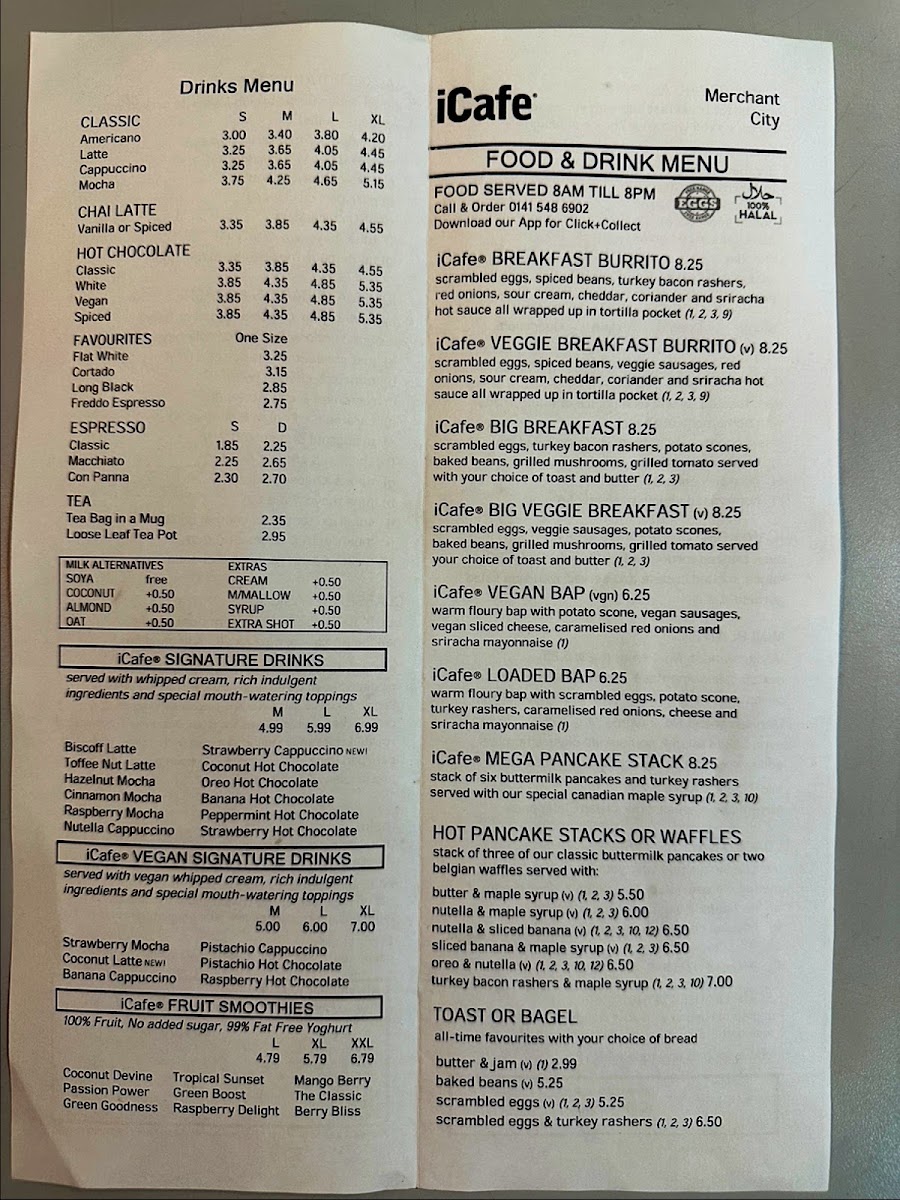 Drinks Menu
CLASSIC S M L XL
Americano 3.00 3.40 3.80 4.20
Latte 3.25 3.65 4.05 4.45
Cappuccino 3.25 3.65 4.05 4.45
Mocha 3.75 4.25 4.65 5.15
CHAI LATTE
Vanilla or Spiced 3.35 3.85 4.35 4.55
HOT CHOCOLATE
Classic 3.35 3.85 4.35 4.55
White 3.85 4.35 4.85 5.35
Vegan 3.85 4.35 4.85 5.35
Spiced 3.85 4.35 4.85 5.35
FAVOURITES One Size
Flat White 3.25
Cortado 3.15
Long Black 2.85
Freddo Espresso 2.75
ESPRESSO S D
Classic 1.85 2.25
Macchiato 2.25 2.65
Con Panna 2.30 2.70
TEA
Tea Bag in a Mug 2.35
Loose Leaf Tea Pot 2.95
MILK ALTERNATIVES EXTRAS
SOYA free CREAM +0.50
COCONUT +0.50 M/MALLOW +0.50
ALMOND +0.50 SYRUP +0.50
OAT +0.50 EXTRA SHOT +0.50
iCafe® SIGNATURE DRINKS
served with whipped cream, rich indulgent
ingredients and special mouth-watering toppings
M L XL
4.99 5.99 6.99
Biscoff Latte Strawberry Cappuccino NEW!
Toffee Nut Latte Coconut Hot Chocolate
Hazelnut Mocha Oreo Hot Chocolate
Cinnamon Mocha Banana Hot Chocolate
Raspberry Mocha Peppermint Hot Chocolate
Nutella Cappuccino Strawberry Hot Chocolate
iCafe® VEGAN SIGNATURE DRINKS
served with vegan whipped cream, rich indulgent
ingredients and special mouth-watering toppings
M L XL
5.00 6.00 7.00
Strawberry Mocha Pistachio Cappuccino
Coconut Latte NEW! Pistachio Hot Chocolate
Banana Cappuccino Raspberry Hot Chocolate
iCafe® FRUIT SMOOTHIES
100% Fruit, No added sugar, 99% Fat Free Yoghurt
L XL XXL
4.79 5.79 6.79
Coconut Devine Tropical Sunset Mango Berry
Passion Power Green Boost The Classic
Green Goodness Raspberry Delight Berry Bliss
iCafe® Merchant
City
FOOD & DRINK MENU
FOOD SERVED 8AM TILL 8PM
Call & Order 0141 548 6902
Download our App for Click+Collect
EGGS
حلال
100%
HALAL
iCafe® BREAKFAST BURRITO 8.25
scrambled eggs, spiced beans, turkey bacon rashers,
red onions, sour cream, cheddar, coriander and sriracha
hot sauce all wrapped up in tortilla pocket (1, 2, 3, 9)
iCafe® VEGGIE BREAKFAST BURRITO (v) 8.25
scrambled eggs, spiced beans, veggie sausages, red
onions, sour cream, cheddar, coriander and sriracha hot
sauce all wrapped up in tortilla pocket (1, 2, 3, 9)
iCafe® BIG BREAKFAST 8.25
scrambled eggs, turkey bacon rashers, potato scones,
baked beans, grilled mushrooms, grilled tomato served
with your choice of toast and butter (1, 2, 3)
iCafe® BIG VEGGIE BREAKFAST (v) 8.25
scrambled eggs, veggie sausages, potato scones,
baked beans, grilled mushrooms, grilled tomato served
your choice of toast and butter (1, 2, 3)
iCafe® VEGAN BAP (vgn) 6.25
warm floury bap with potato scone, vegan sausages,
vegan sliced cheese, caramelised red onions and
sriracha mayonnaise (1)
iCafe® LOADED BAP 6.25
warm floury bap with scrambled eggs, potato scone,
turkey rashers, caramelised red onions, cheese and
sriracha mayonnaise (1)
iCafe® MEGA PANCAKE STACK 8.25
stack of six buttermilk pancakes and turkey rashers
served with our special canadian maple syrup (1, 2, 3, 10)
HOT PANCAKE STACKS OR WAFFLES
stack of three of our classic buttermilk pancakes or two
belgian waffles served with:
butter & maple syrup (v) (1, 2, 3) 5.50
nutella & maple syrup (v) (1, 2, 3) 6.00
nutella & sliced banana (v) (1, 2, 3, 10, 12) 6.50
sliced banana & maple syrup (v) (1, 2, 3) 6.50
oreo & nutella (v) (1, 2, 3, 10, 12) 6.50
turkey bacon rashers & maple syrup (1, 2, 3, 10) 7.00
TOAST OR BAGEL
all-time favourites with your choice of bread
butter & jam (v) (1) 2.99
baked beans (v) 5.25
scrambled eggs (v) (1, 2, 3) 5.25
scrambled eggs & turkey rashers (1, 2, 3) 6.50